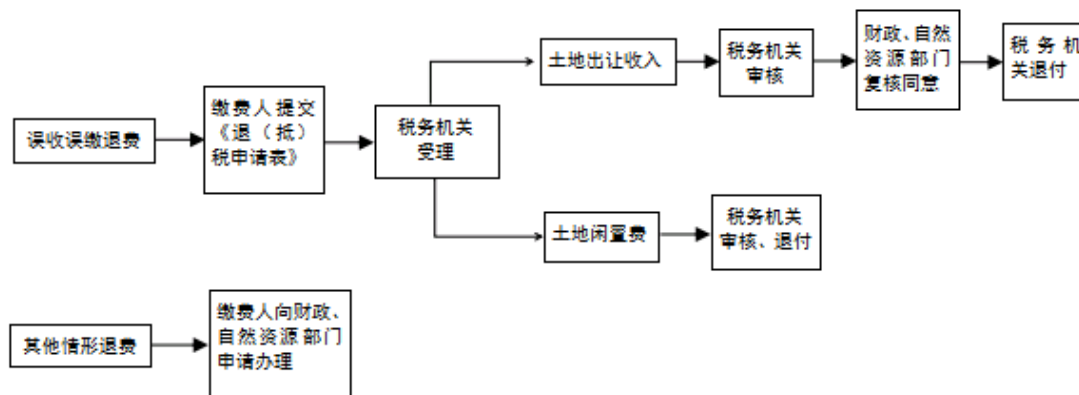 误收误缴退费
缴费人提交
《退（抵）
税申请表》
税务机关
受理
土地出让收入
税务机关
审核
财政、自然
资源部门
复核同意
税务机
关退付
土地闲置费
税务机关
审核、退付
其他情形退费
缴费人向财政、
自然资源部门
申请办理